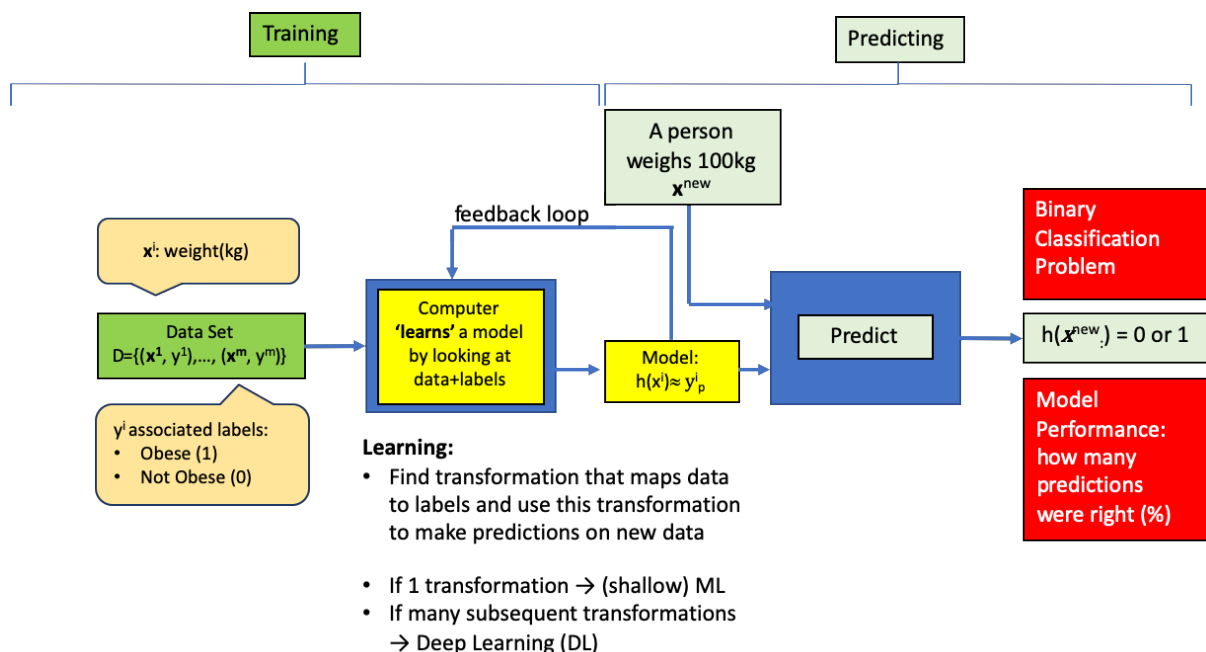 Training
Predicting
A person
weighs 100kg
x^new
feedback loop
x^i: weight(kg)
Data Set
D={(x^1, y^1),..., (x^m, y^m)}
y^i associated labels:
• Obese (1)
• Not Obese (0)
Computer
‘learns’ a model
by looking at
data+labels
Model:
h(x^i)≈ y^i_p
Predict
Binary
Classification
Problem
h(x^new) = 0 or 1
Model
Performance:
how many
predictions
were right (%)
Learning:
• Find transformation that maps data
to labels and use this transformation
to make predictions on new data
• If 1 transformation → (shallow) ML
• If many subsequent transformations
→ Deep Learning (DL)